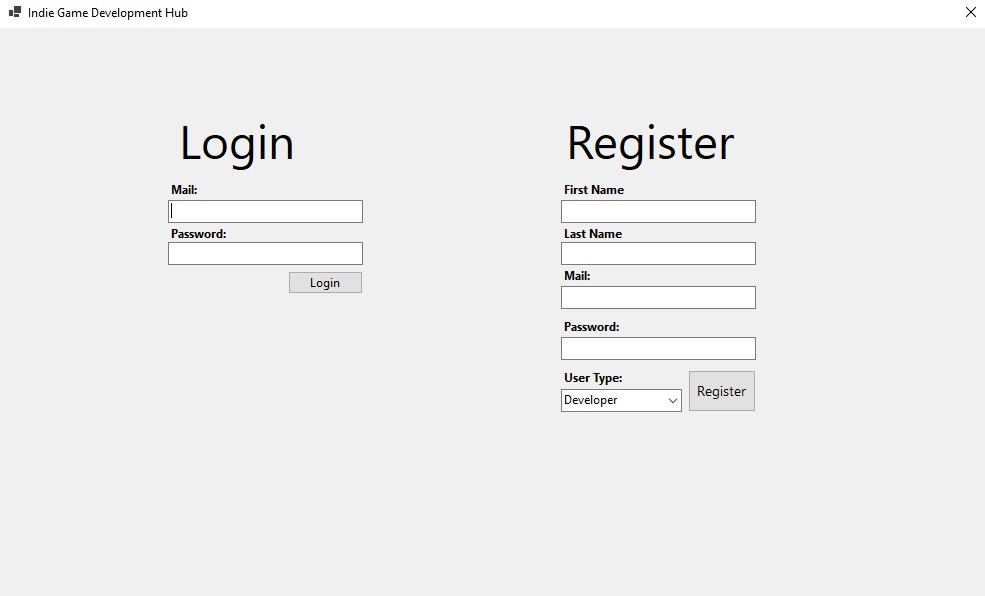 Indie Game Development Hub
Login
Mail:
Password:
Login
Register
First Name
Last Name
Mail:
Password:
User Type:
Developer
Register